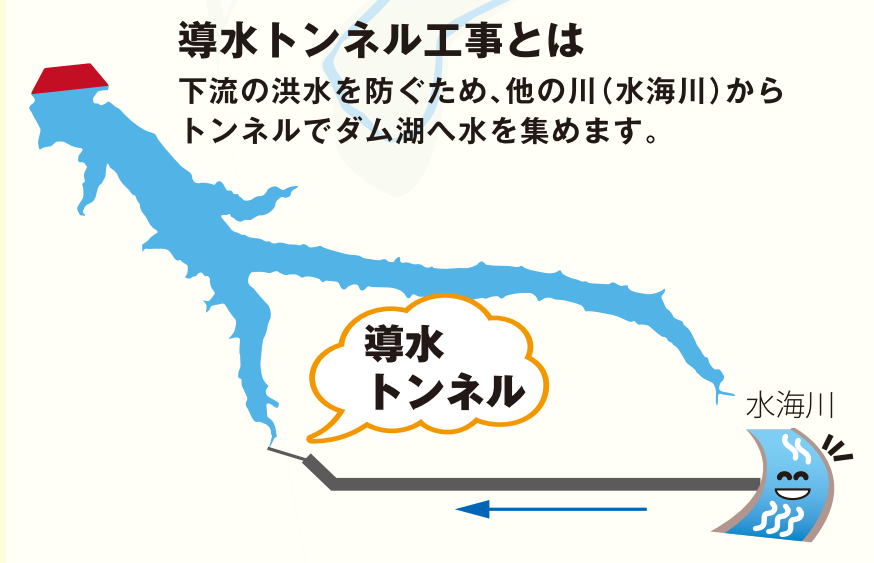 導水トンネル工事とは
下流の洪水を防ぐため、他の川（水海川）から
トンネルでダム湖へ水を集めます。
導水
トンネル
水海川